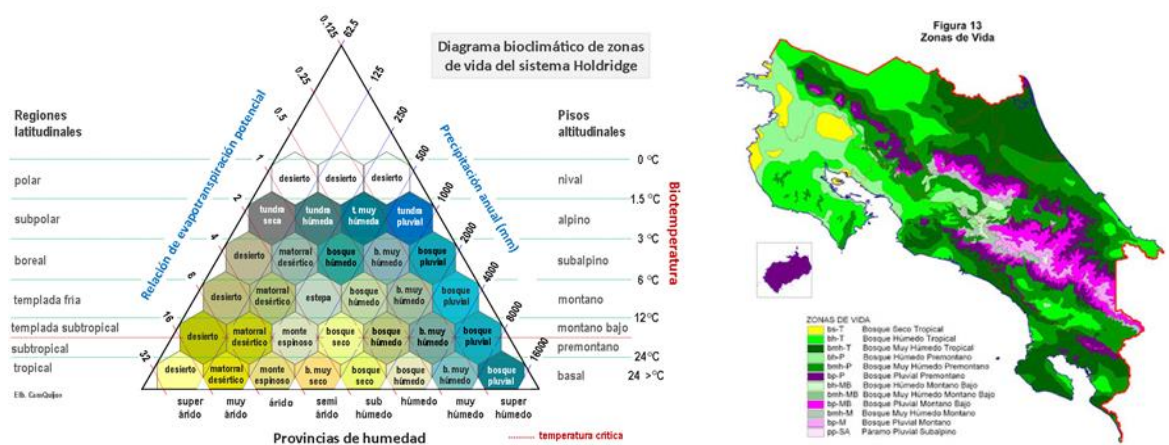 Diagrama bioclimático de zonas
de vida del sistema Holdridge
Regiones
latitudinales
polar
subpolar
boreal
templada fria
templada subtropical
subtropical
tropical
Relación de evapotranspiración potencial
0.125
0.25
0.5
1
2
4
8
16
32
62.5
125
250
500
1000
2000
4000
8000
16000
Precipitación anual (mm)
Pisos
altitudinales
nival
alpino
subalpino
montano
montano bajo
premontano
basal
0 ºC
1.5 ºC
3 ºC
6 ºC
12ºC
24ºC
24 >ºC
Biotemperatura
desierto desierto desierto
tundra seca tundra húmeda t. muy húmeda tundra pluvial
desierto matorral desértico bosque húmedo b. muy húmedo bosque pluvial
desierto matorral desértico estepa bosque húmedo b. muy húmedo bosque pluvial
desierto matorral desértico monte espinoso bosque seco bosque húmedo b. muy húmedo bosque pluvial
desierto matorral desértico monte espinoso b. muy seco bosque seco bosque húmedo b. muy húmedo bosque pluvial
super árido
muy árido
árido
semi árido
sub húmedo
húmedo
muy húmedo
super húmedo
Provincias de humedad
temperatura crítica
Figura 13
Zonas de Vida
ZONAS DE VIDA
bs-T Bosque Seco Tropical
bh-T Bosque Húmedo Tropical
bmh-T Bosque Muy Húmedo Tropical
bh-P Bosque Húmedo Premontano
bmh-P Bosque Muy Húmedo Premontano
bp-P Bosque Pluvial Premontano
bh-MB Bosque Húmedo Montano Bajo
bmh-MB Bosque Muy Húmedo Montano Bajo
bp-MB Bosque Pluvial Montano Bajo
bmh-M Bosque Muy Húmedo Montano
bp-M Bosque Pluvial Montano
pp-SA Páramo Pluvial Subalpino